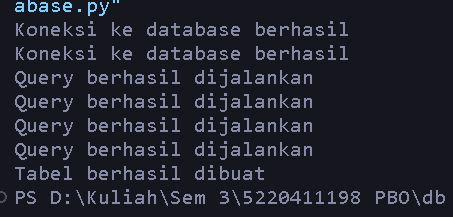 abase.py"
Koneksi ke database berhasil
Koneksi ke database berhasil
Query berhasil dijalankan
Query berhasil dijalankan
Query berhasil dijalankan
Query berhasil dijalankan
Tabel berhasil dibuat
PS D:\Kuliah\Sem 3\5220411198 PBO\db